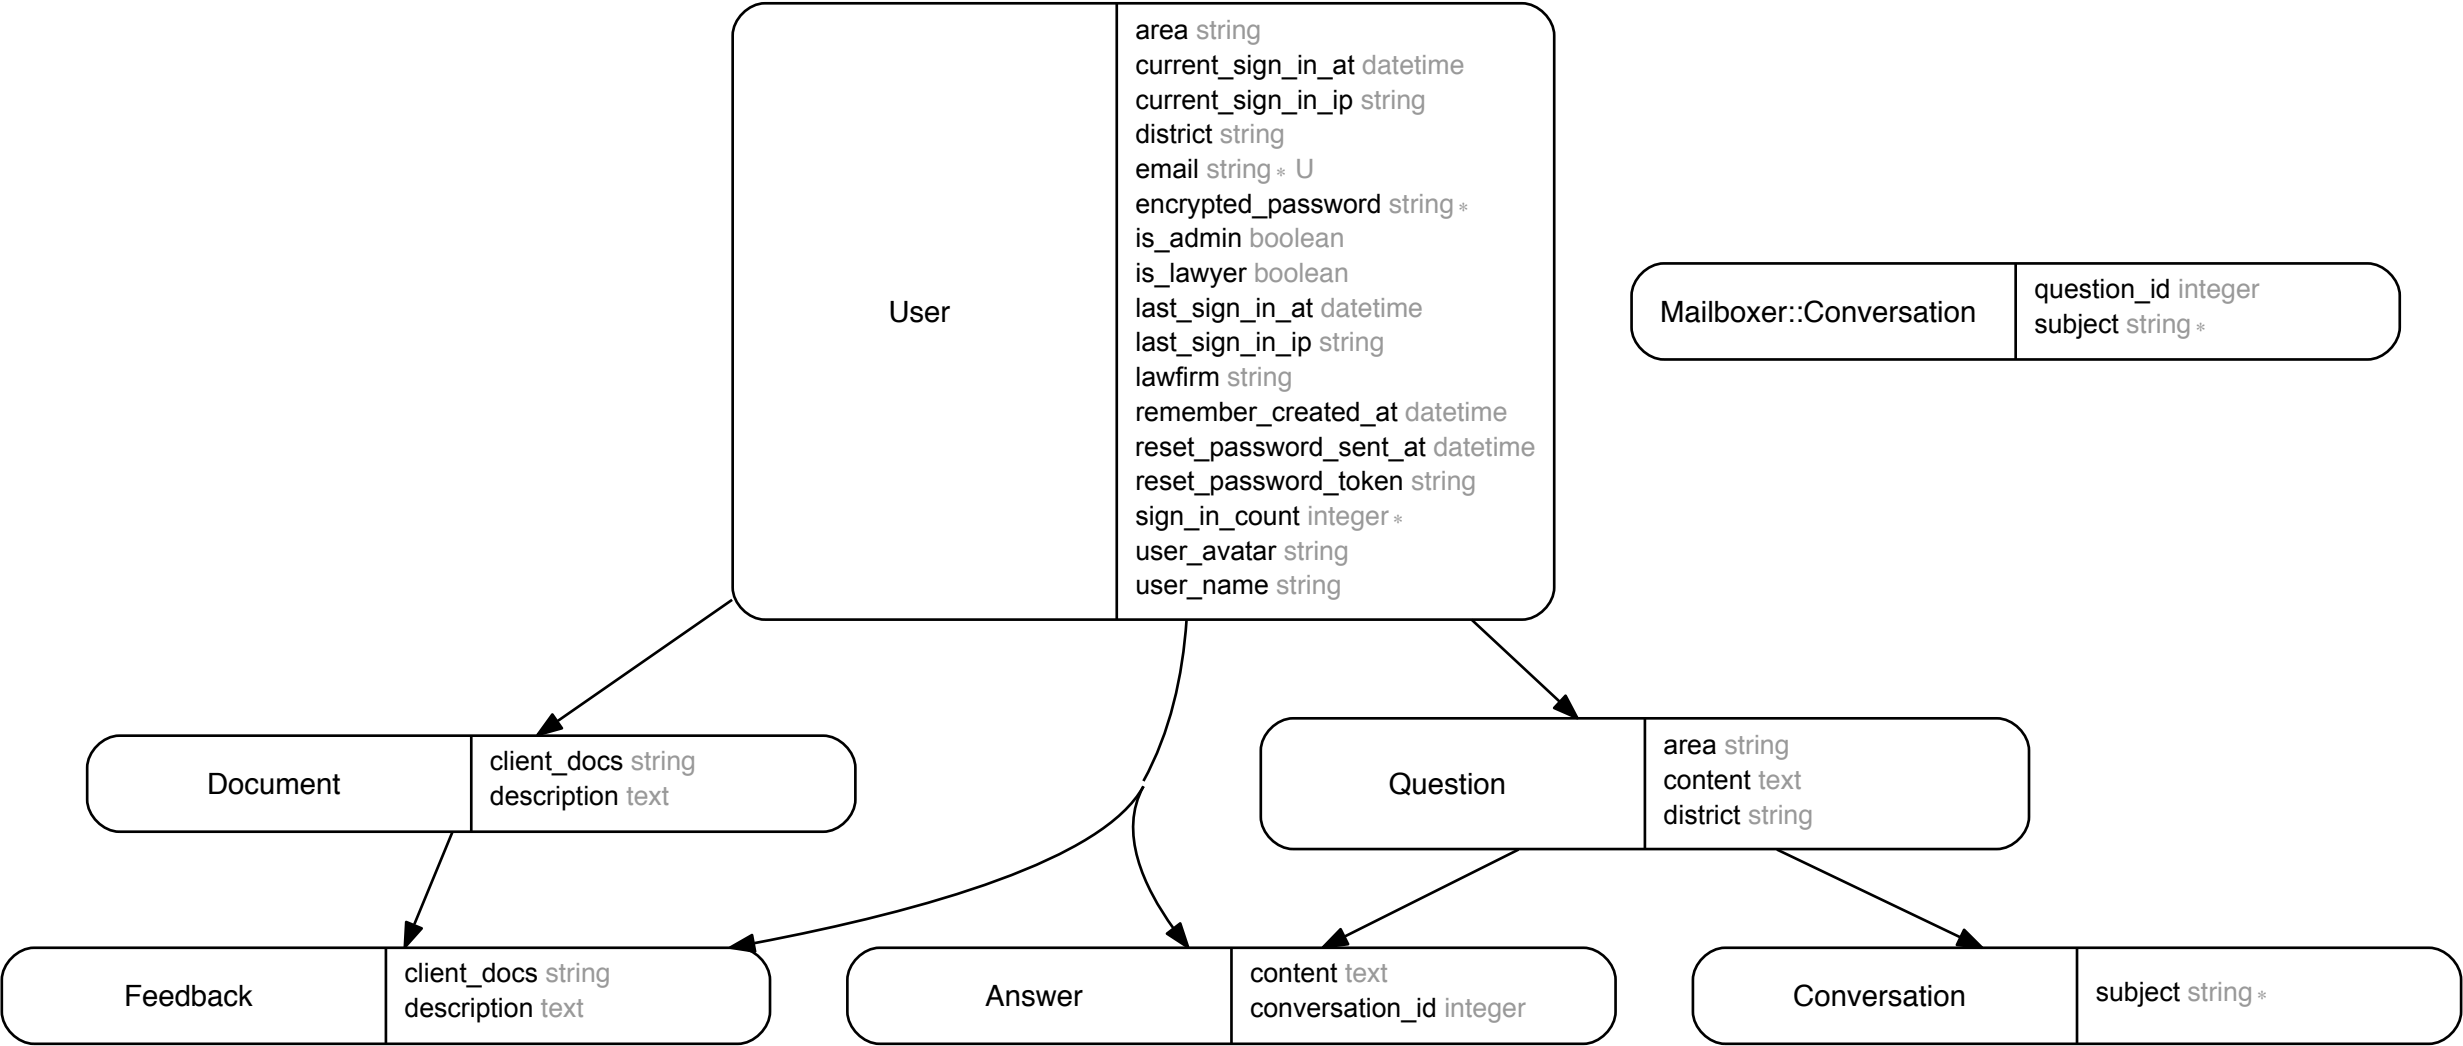 User
area string
current_sign_in_at datetime
current_sign_in_ip string
district string
email string * U
encrypted_password string *
is_admin boolean
is_lawyer boolean
last_sign_in_at datetime
last_sign_in_ip string
lawfirm string
remember_created_at datetime
reset_password_sent_at datetime
reset_password_token string
sign_in_count integer *
user_avatar string
user_name string
Mailboxer::Conversation
question_id integer
subject string *
Document
client_docs string
description text
Question
area string
content text
district string
Feedback
client_docs string
description text
Answer
content text
conversation_id integer
Conversation
subject string *